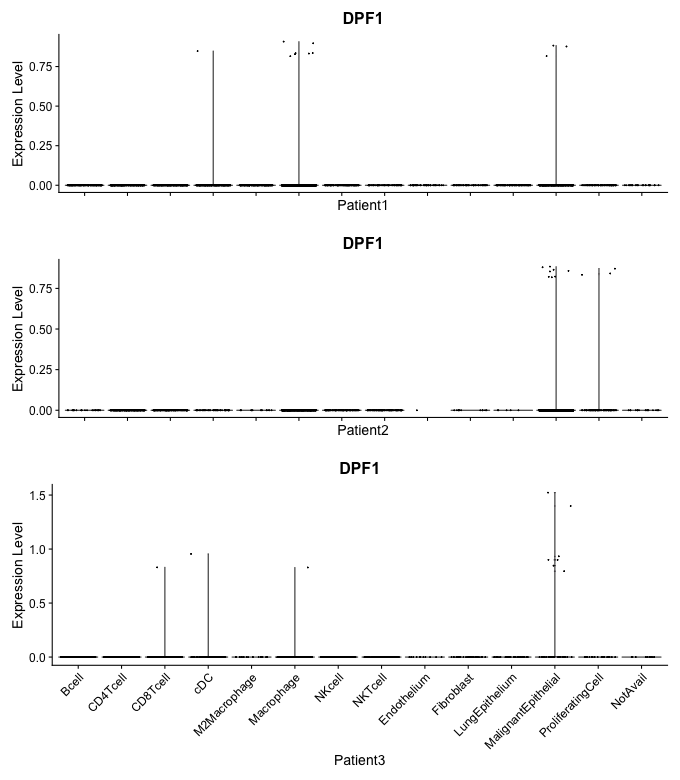 DPF1
Expression Level
0.75
0.50
0.25
0.00
Patient1
DPF1
Expression Level
0.75
0.50
0.25
0.00
Patient2
DPF1
Expression Level
1.5
1.0
0.5
0.0
Bcell
CD4Tcell
CD8Tcell
cDC
M2Macrophage
Macrophage
NKcell
NKTcell
Endothelium
Fibroblast
LungEpithelium
MalignantEpithelial
ProliferatingCell
NotAvail
Patient3